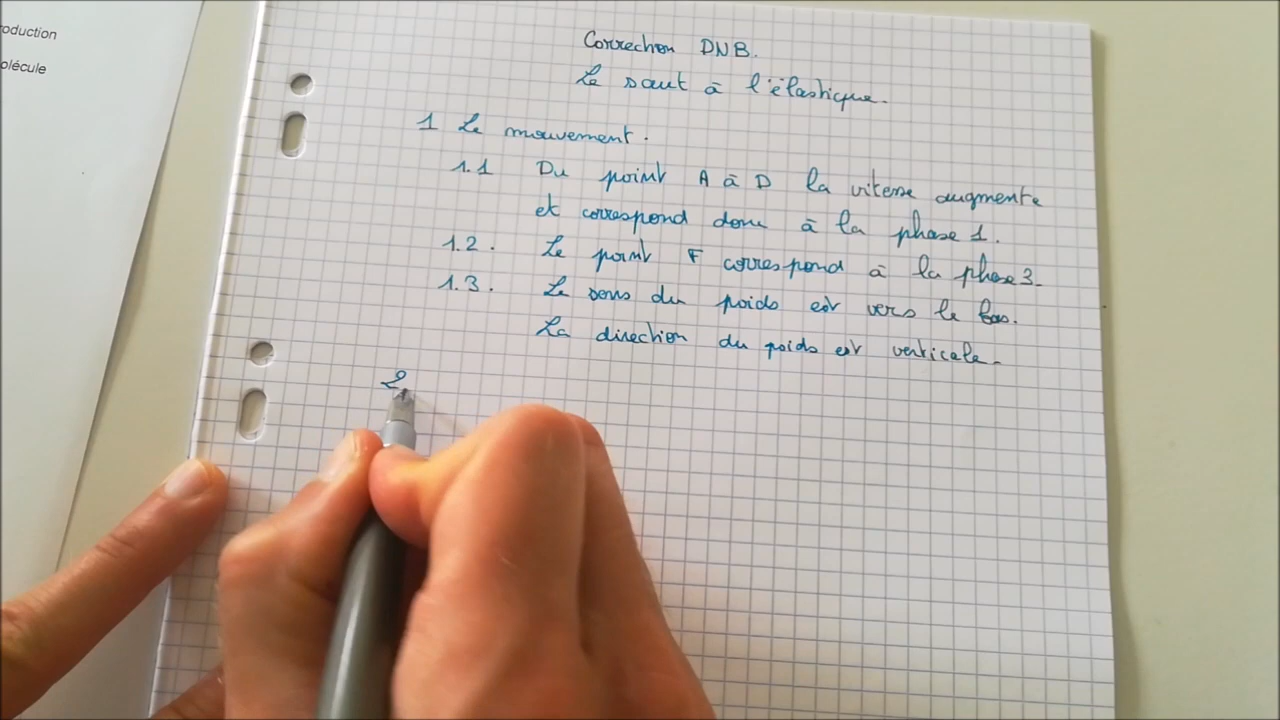 roduction
olécule
Correction DNB.
Le saut à l'élastique.
1 Le mouvement.
1.1 Du point A à D la vitesse augmente
et correspond donc à la phase 1.
1.2. Le point F correspond à la phase 3.
1.3. Le sens du poids est vers le bas.
La direction du poids est verticale.
2